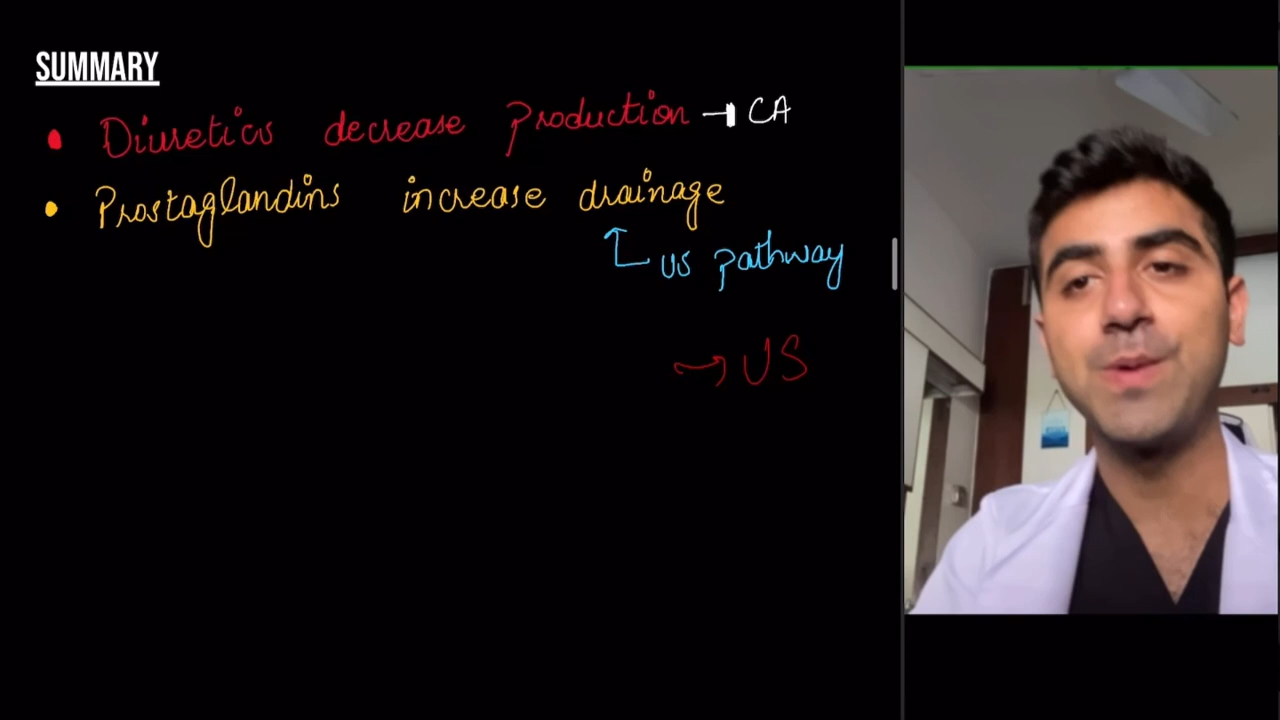 SUMMARY
• Diuretics decrease production ⊣ CA
• Prostaglandins increase drainage
US pathway
→ US